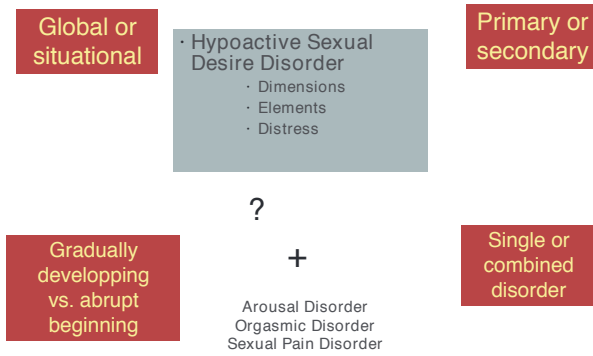 Global or
situational
· Hypoactive Sexual
Desire Disorder
· Dimensions
· Elements
· Distress
Primary or
secondary
?
+
Gradually
developping
vs. abrupt
beginning
Arousal Disorder
Orgasmic Disorder
Sexual Pain Disorder
Single or
combined
disorder